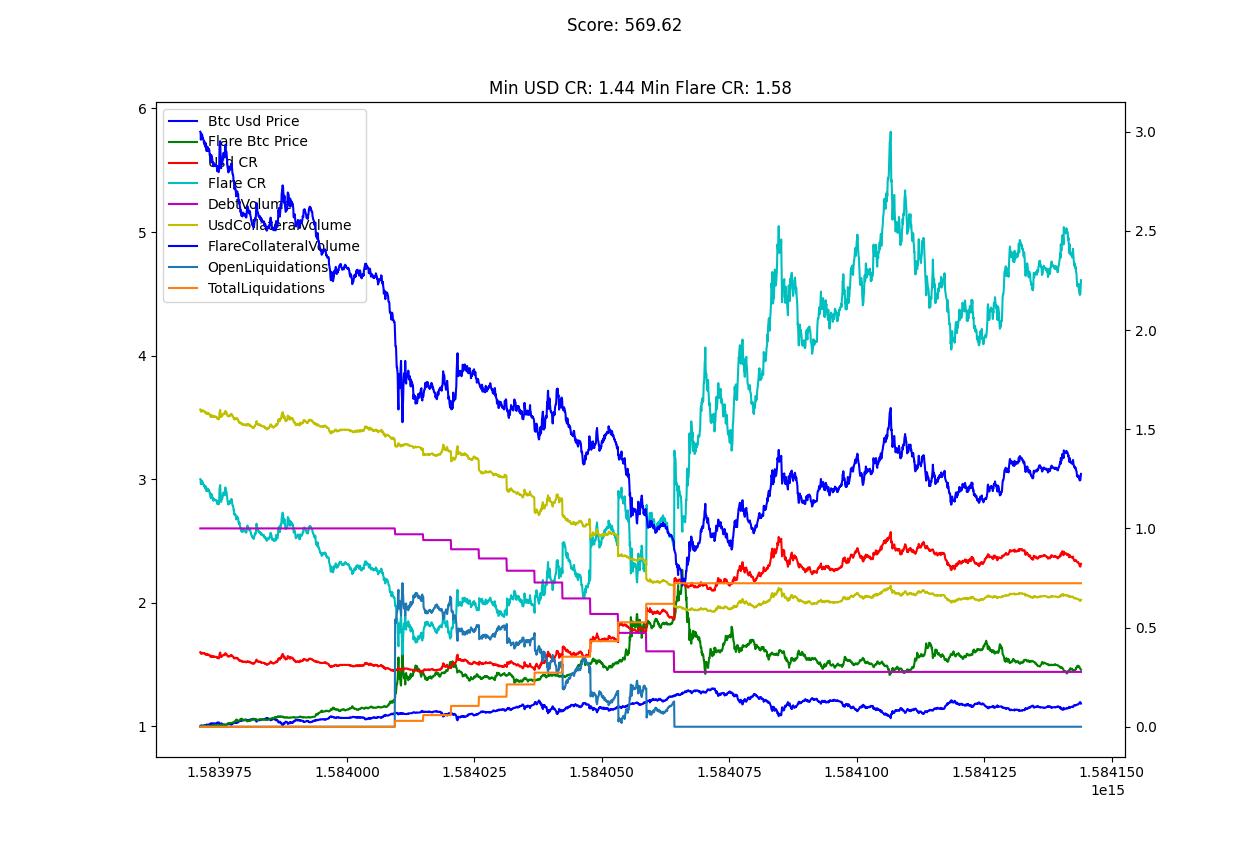 Score: 569.62
Min USD CR: 1.44 Min Flare CR: 1.58
Btc Usd Price
Flare Btc Price
Usd CR
Flare CR
DebtVolume
UsdCollateralVolume
FlareCollateralVolume
OpenLiquidations
TotalLiquidations
6
5
4
3
2
1
3.0
2.5
2.0
1.5
1.0
0.5
0.0
1.583975 1.584000 1.584025 1.584050 1.584075 1.584100 1.584125 1.584150
1e15